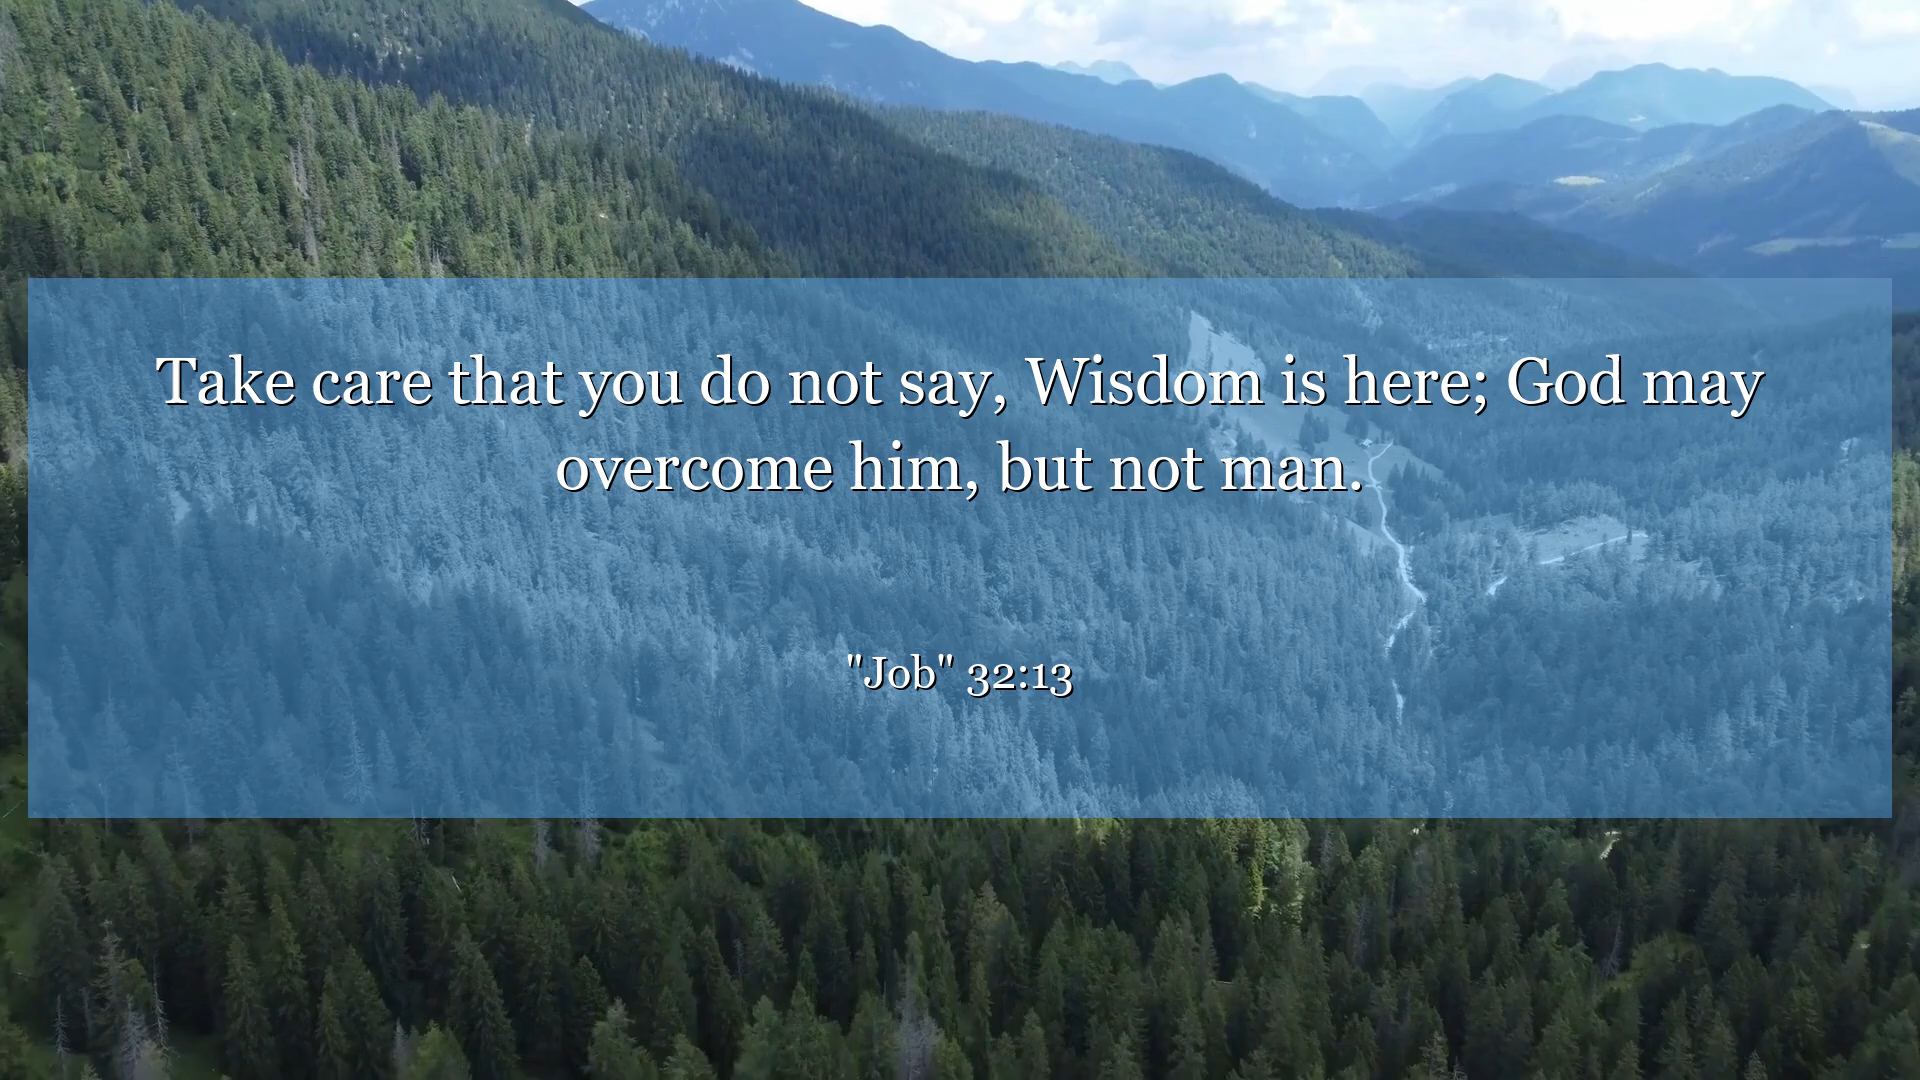 Take care that you do not say, Wisdom is here; God may
overcome him, but not man.
"Job" 32:13